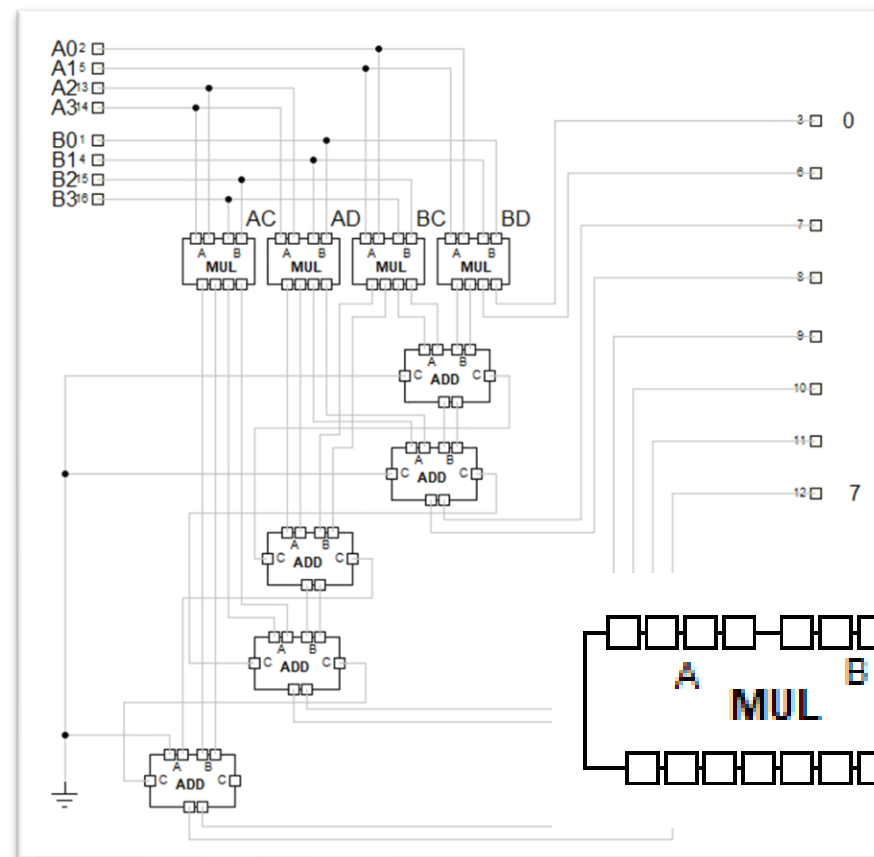 A0 2
A1 5
A2 13
A3 14
B0 1
B1 4
B2 15
B3 16
3 0
6
7
8
9
10
11
12 7
AC AD BC BD
A B A B A B A B
MUL MUL MUL MUL
A B
C ADD C
A B
C ADD C
A B
C ADD C
A B
C ADD C
A B
C ADD C
A B
MUL